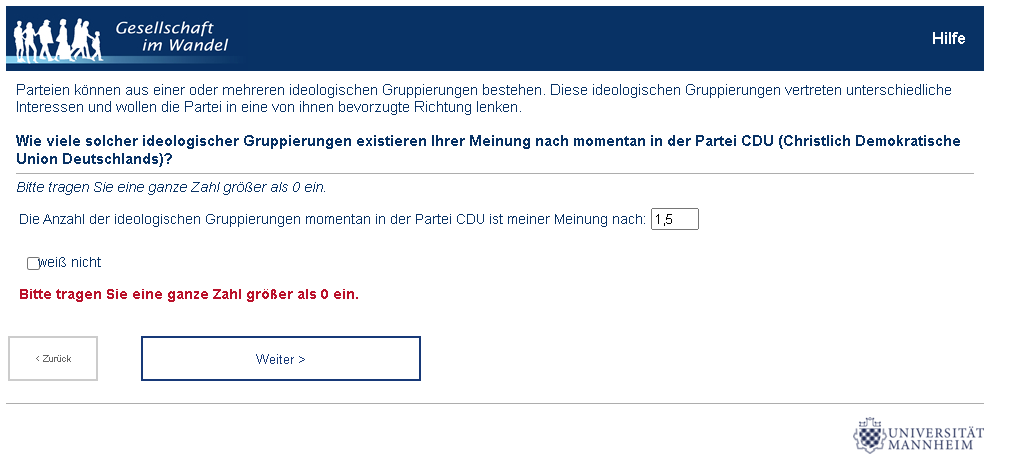 Gesellschaft
im Wandel
Hilfe
Parteien können aus einer oder mehreren ideologischen Gruppierungen bestehen. Diese ideologischen Gruppierungen vertreten unterschiedliche
Interessen und wollen die Partei in eine von ihnen bevorzugte Richtung lenken.
Wie viele solcher ideologischer Gruppierungen existieren Ihrer Meinung nach momentan in der Partei CDU (Christlich Demokratische
Union Deutschlands)?
Bitte tragen Sie eine ganze Zahl größer als 0 ein.
Die Anzahl der ideologischen Gruppierungen momentan in der Partei CDU ist meiner Meinung nach: 1,5
weiß nicht
Bitte tragen Sie eine ganze Zahl größer als 0 ein.
< Zurück
Weiter >
UNIVERSITÄT
MANNHEIM